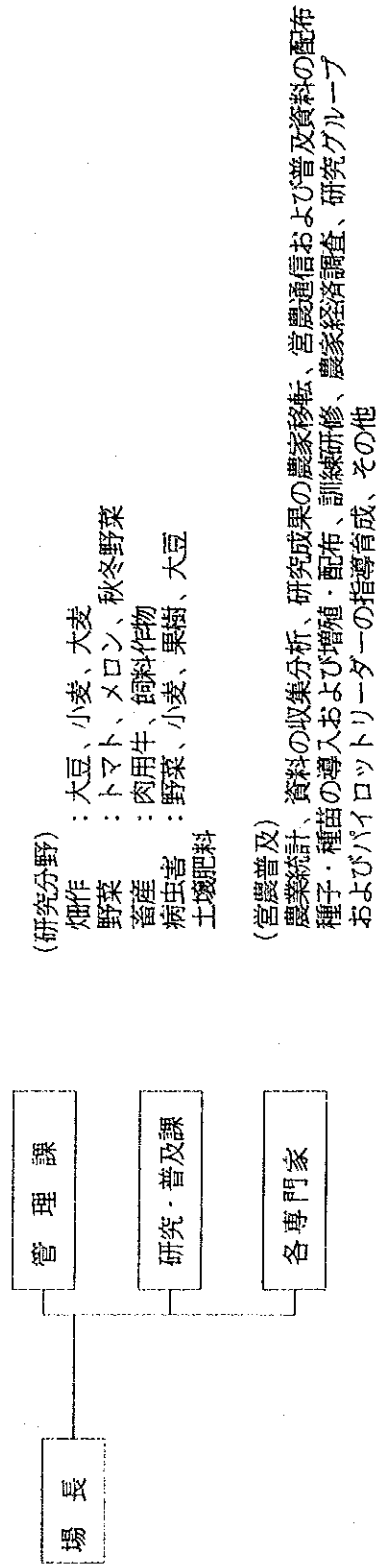 場 長
管 理 課
研究・普及課
各専門家
(研究分野)
畑作 : 大豆、小麦、大麦
野菜 : トマト、メロン、秋冬野菜
畜産 : 肉用牛、飼料作物
病虫害 : 野菜、小麦、果樹、大豆
土壌肥料
(営農普及)
農業統計、資料の収集分析、研究成果の農家移転、営農通信および普及資料の配布
種子・種苗の導入および増殖・配布、訓練研修、農家経済調査、研究グループ
およびパイロットリーダーの指導育成、その他